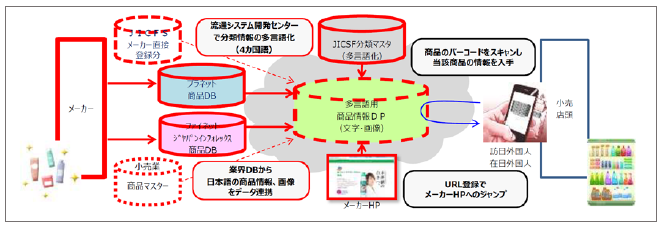 JICFS
メーカー直接
登録分
流通システム開発センター
で分類情報の多言語化
(4カ国語)
JICSF分類マスタ
(多言語化)
商品のバーコードをスキャンし
当該商品の情報を入手
メーカー
プラネット
商品DB
ファイネット
ジャパンインフォレックス
商品DB
小売業
商品マスター
多言語用
商品情報DP
(文字・画像)
業界DBから
日本語の商品情報、画像
をデータ連携
メーカーHP
小売
店頭
訪日外国人
在日外国人
URL登録で
メーカーHPへのジャンプ